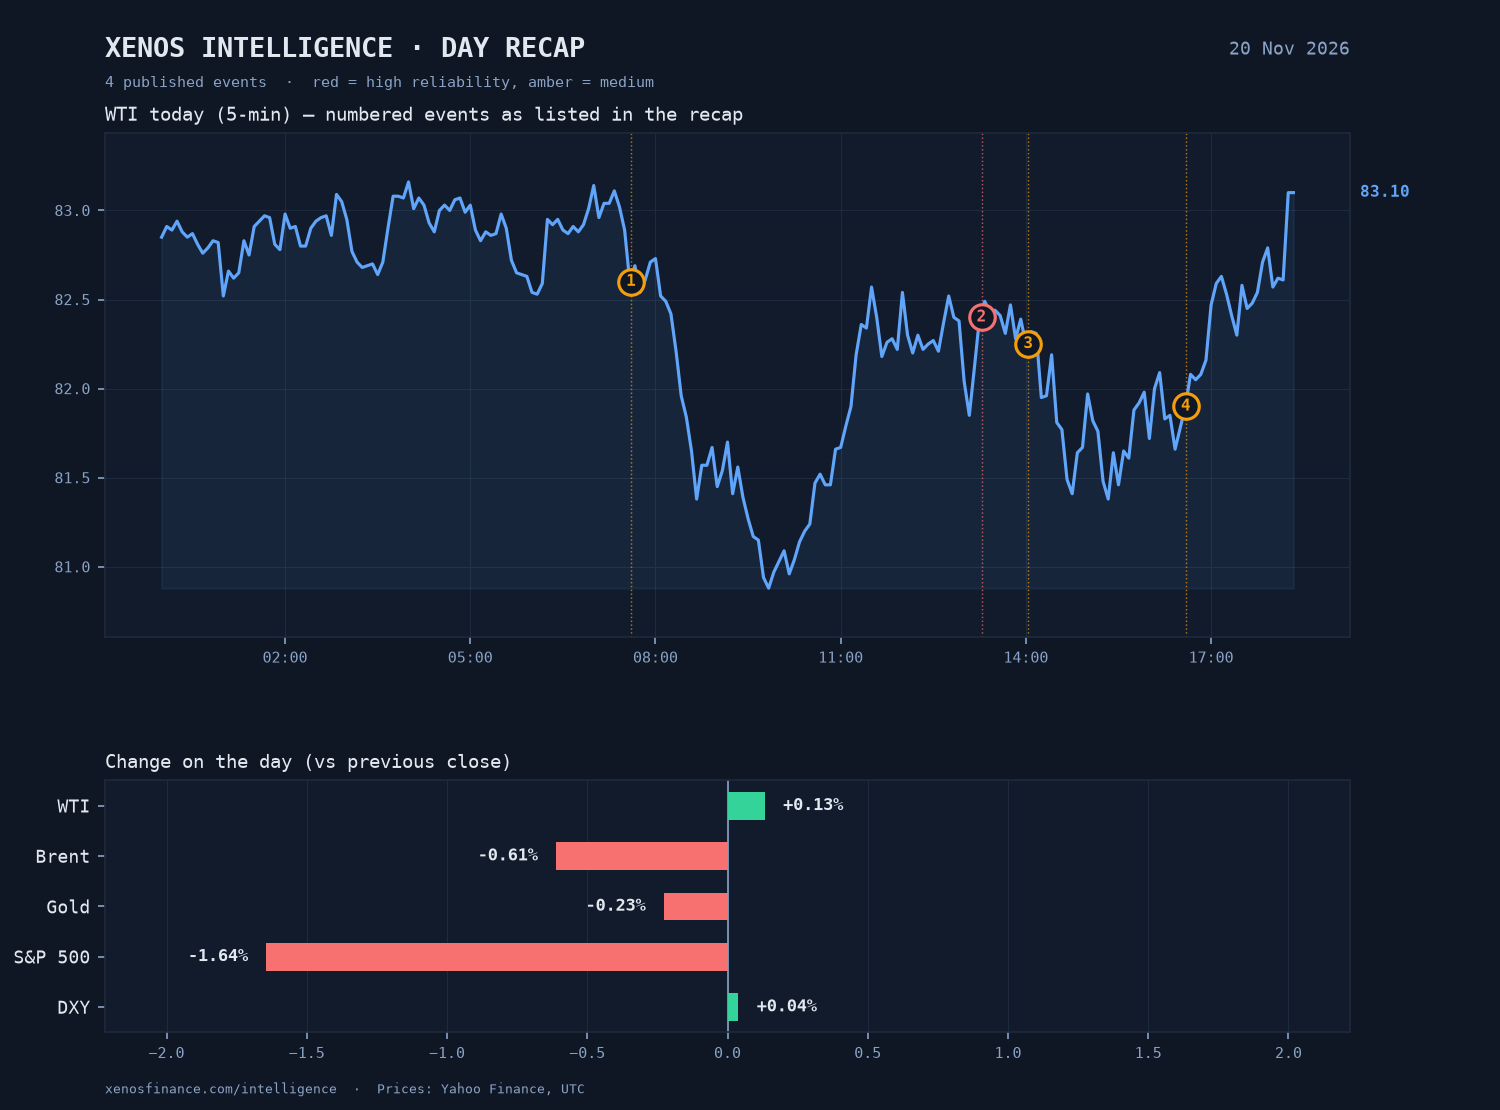 XENOS INTELLIGENCE · DAY RECAP
20 Nov 2026
4 published events · red = high reliability, amber = medium
WTI today (5-min) — numbered events as listed in the recap
83.10
83.0
82.5
82.0
81.5
81.0
1
2
3
4
02:00 05:00 08:00 11:00 14:00 17:00
Change on the day (vs previous close)
WTI +0.13%
Brent -0.61%
Gold -0.23%
S&P 500 -1.64%
DXY +0.04%
−2.0 −1.5 −1.0 −0.5 0.0 0.5 1.0 1.5 2.0
xenosfinance.com/intelligence · Prices: Yahoo Finance, UTC